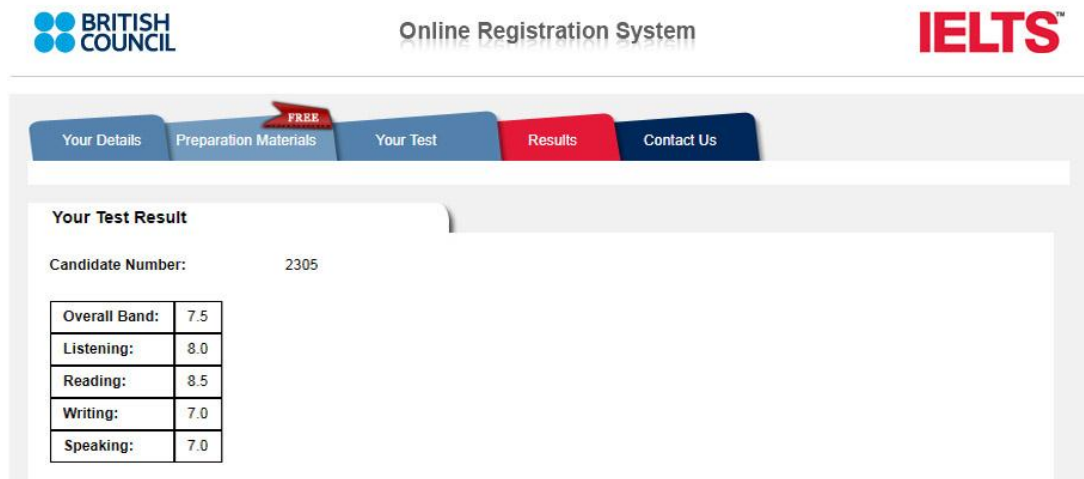 BRITISH
COUNCIL
Online Registration System
IELTS™
FREE
Your Details Preparation Materials Your Test Results Contact Us
Your Test Result
Candidate Number: 2305
Overall Band: 7.5
Listening: 8.0
Reading: 8.5
Writing: 7.0
Speaking: 7.0